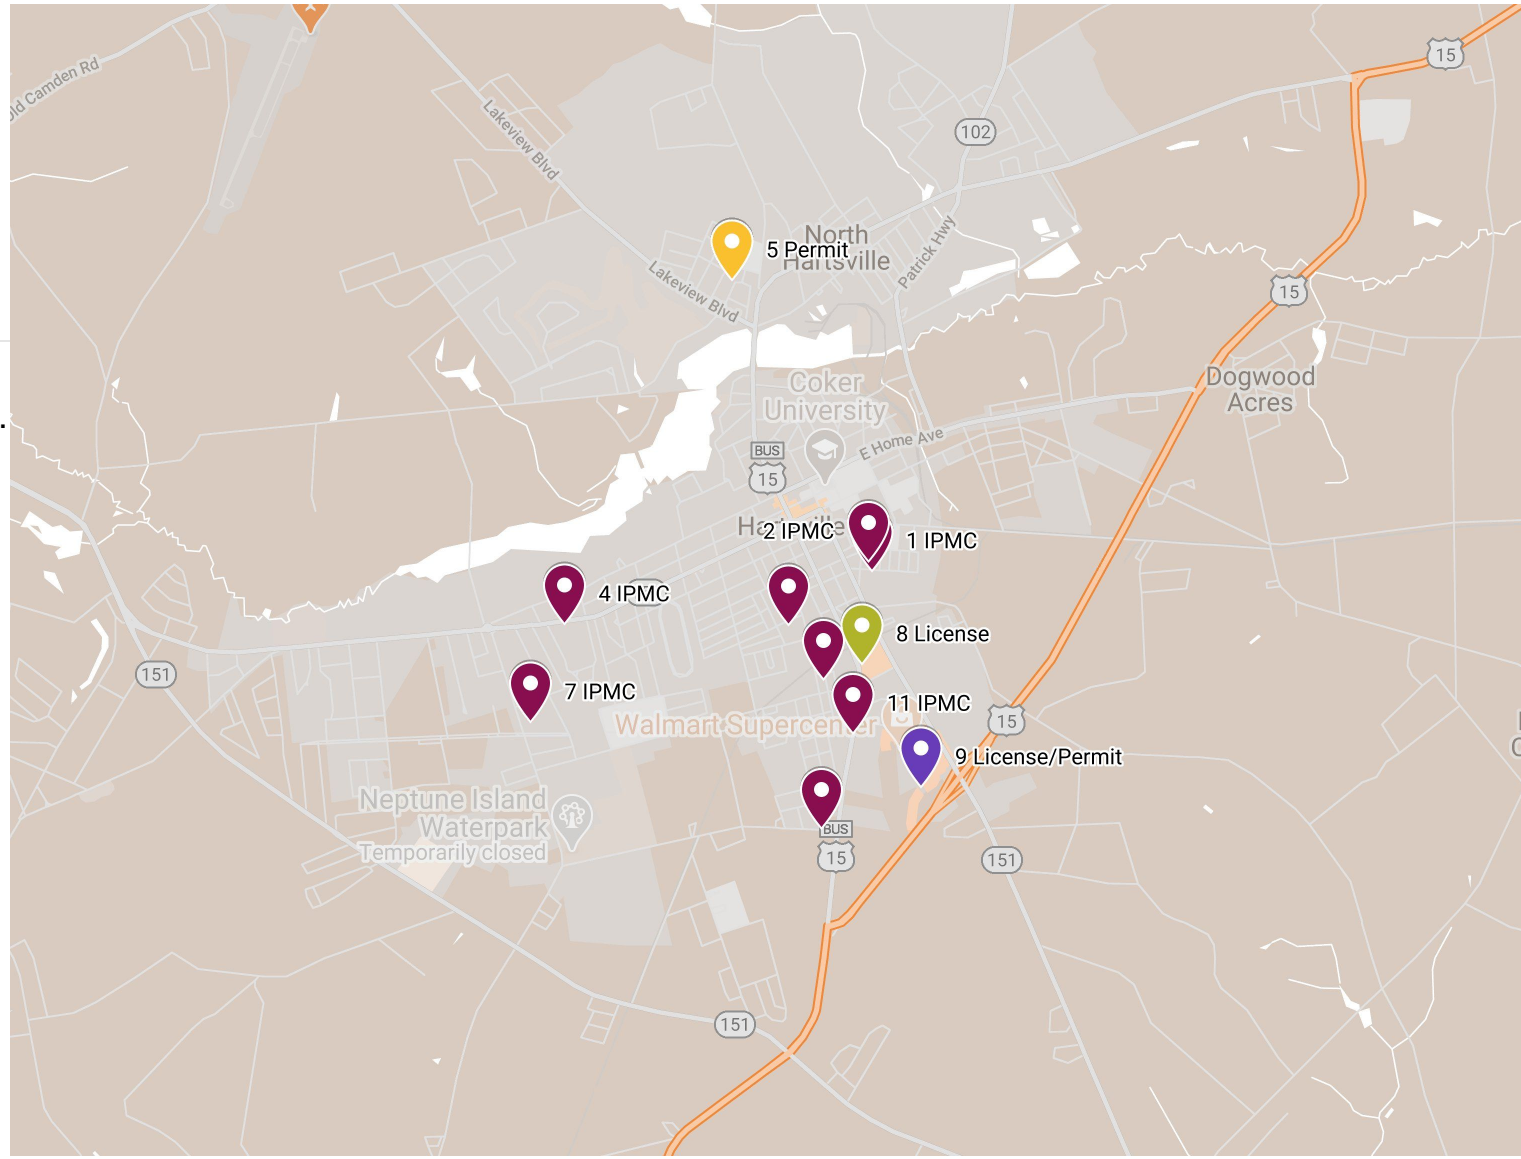 15
Old Camden Rd
Lakeview Blvd
102
North
Hartsville
5 Permit
Patrick Hwy
Lakeview Blvd
15
Dogwood
Acres
Coker
University
E Home Ave
BUS
15
Hartsville
2 IPMC
1 IPMC
4 IPMC
8 License
151
7 IPMC
11 IPMC
Walmart Supercenter
15
9 License/Permit
Neptune Island
Waterpark
Temporarily closed
BUS
15
151
151